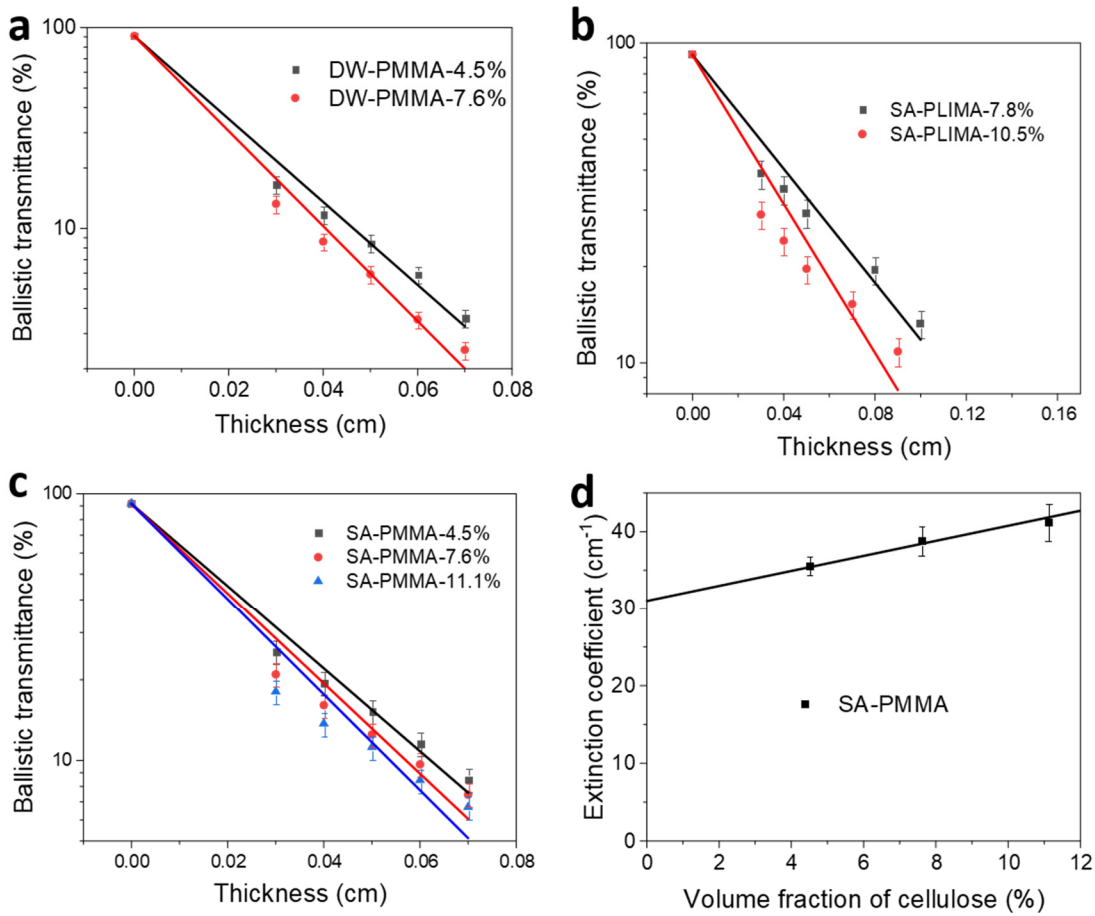 a
100
10
Ballistic transmittance (%)
DW-PMMA-4.5%
DW-PMMA-7.6%
0.00 0.02 0.04 0.06 0.08
Thickness (cm)
b
100
10
Ballistic transmittance (%)
SA-PLIMA-7.8%
SA-PLIMA-10.5%
0.00 0.04 0.08 0.12 0.16
Thickness (cm)
c
100
10
Ballistic transmittance (%)
SA-PMMA-4.5%
SA-PMMA-7.6%
SA-PMMA-11.1%
0.00 0.02 0.04 0.06 0.08
Thickness (cm)
d
40
30
20
10
0
Extinction coefficient (cm⁻¹)
SA-PMMA
0 2 4 6 8 10 12
Volume fraction of cellulose (%)